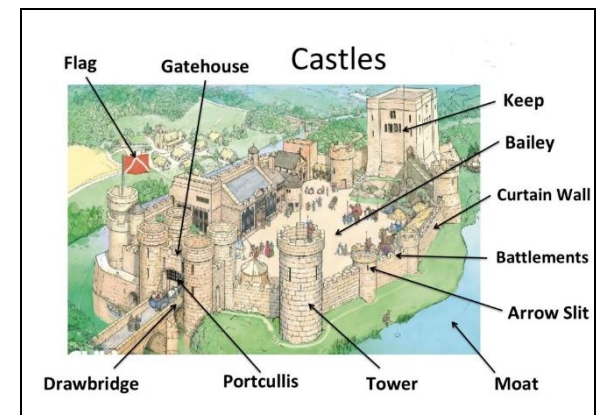 Castles
Flag
Gatehouse
Keep
Bailey
Curtain Wall
Battlements
Arrow Slit
Drawbridge
Portcullis
Tower
Moat